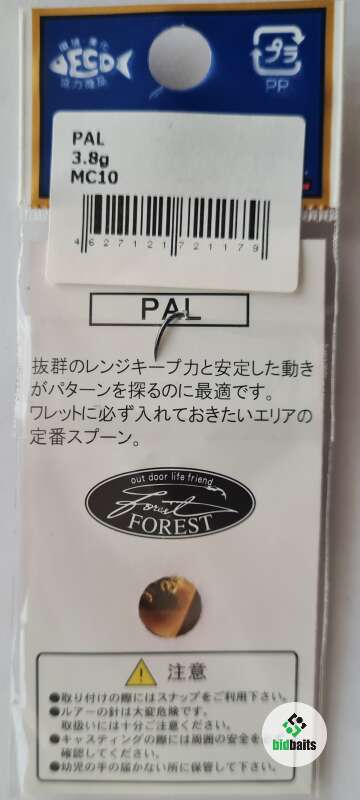 環境・浄化
ECO
協力商品
プラ
PP
PAL
3.8g
MC10
4 627121 721179
PAL
抜群のレンジキープ力と安定した動き
がパターンを探るのに最適です。
ワレットに必ず入れておきたいエリアの
定番スプーン。
out door life friend
Forest
FOREST
注意
●取り付けの際にはスナップをご利用下さい。
●ルアーの針は大変危険です。
取扱いには十分ご注意ください。
●キャスティングの際には周囲の安全を
確認してください。
●幼児の手の届かない所に保管して下さい。
bidbaits